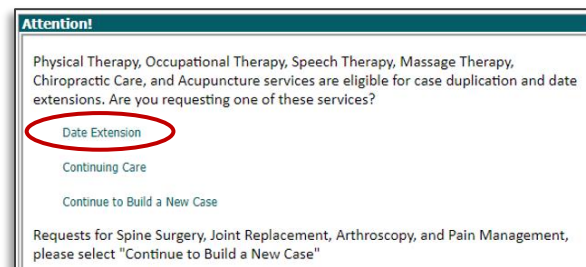 Attention!
Physical Therapy, Occupational Therapy, Speech Therapy, Massage Therapy,
Chiropractic Care, and Acupuncture services are eligible for case duplication and date
extensions. Are you requesting one of these services?
Date Extension
Continuing Care
Continue to Build a New Case
Requests for Spine Surgery, Joint Replacement, Arthroscopy, and Pain Management,
please select "Continue to Build a New Case"